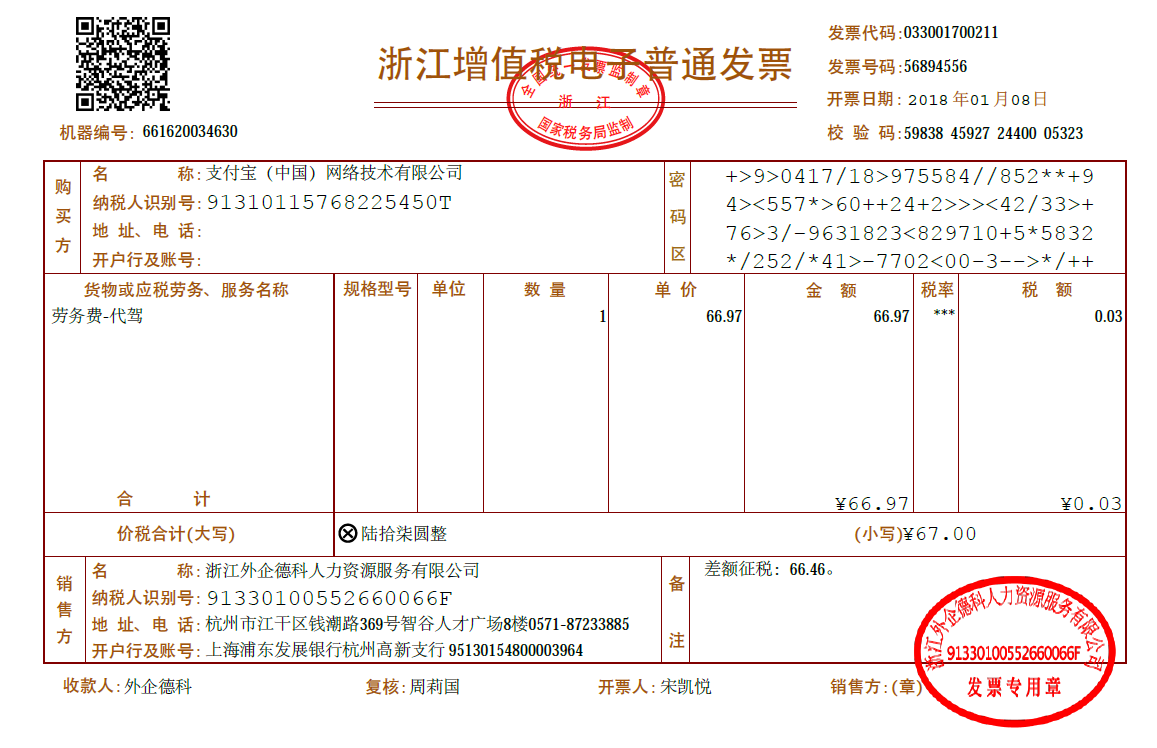 发票代码:033001700211
浙江增值税电子普通发票
发票号码:56894556
全国统一发票监制章
浙 江
国家税务局监制
开票日期: 2018 年01 月08日
机器编号: 661620034630
校 验 码:59838 45927 24400 05323
购买方
名 称: 支付宝（中国）网络技术有限公司
纳税人识别号: 91310115768225450T
地 址、电 话:
开户行及账号:
密码区
+>9>0417/18>975584//852**+9
4><557*>60++24+2>>><42/33>+
76>3/-9631823<829710+5*5832
*/252/*41>-7702<00-3-->*/++
货物或应税劳务、服务名称 规格型号 单位 数 量 单 价 金 额 税率 税 额
劳务费-代驾 1 66.97 66.97 *** 0.03
合 计 ¥66.97 ¥0.03
价税合计(大写) ⊗陆拾柒圆整 (小写)¥67.00
销售方
名 称: 浙江外企德科人力资源服务有限公司
纳税人识别号: 91330100552660066F
地 址、电 话: 杭州市江干区钱潮路369号智谷人才广场8楼0571-87233885
开户行及账号: 上海浦东发展银行杭州高新支行 95130154800003964
备注
差额征税: 66.46。
浙江外企德科人力资源服务有限公司
91330100552660066F
发票专用章
收款人: 外企德科 复核: 周莉国 开票人: 宋凯悦 销售方: (章)